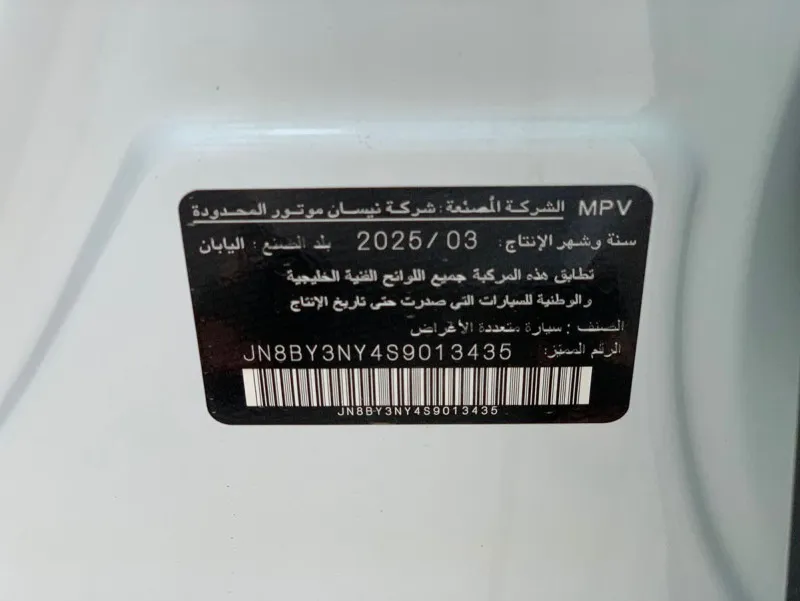 MPV الشركة المصنعة : شركة نيسان موتور المحدودة
سنة وشهر الإنتاج: 2025/03 بلد الصنع : اليابان
تطابق هذه المركبة جميع اللوائح الفنية الخليجية
والوطنية للسيارات التي صدرت حتى تاريخ الإنتاج
الصنف : سيارة متعددة الأغراض
الرقم المميز: JN8BY3NY4S9013435
JN8BY3NY4S9013435